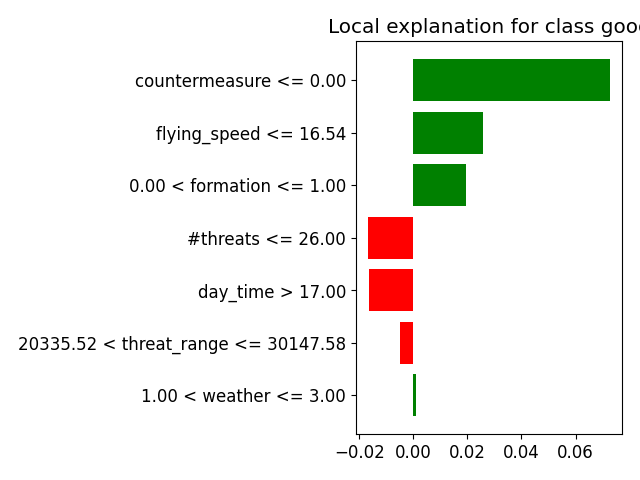 Local explanation for class goo
countermeasure <= 0.00
flying_speed <= 16.54
0.00 < formation <= 1.00
#threats <= 26.00
day_time > 17.00
20335.52 < threat_range <= 30147.58
1.00 < weather <= 3.00
−0.02 0.00 0.02 0.04 0.06